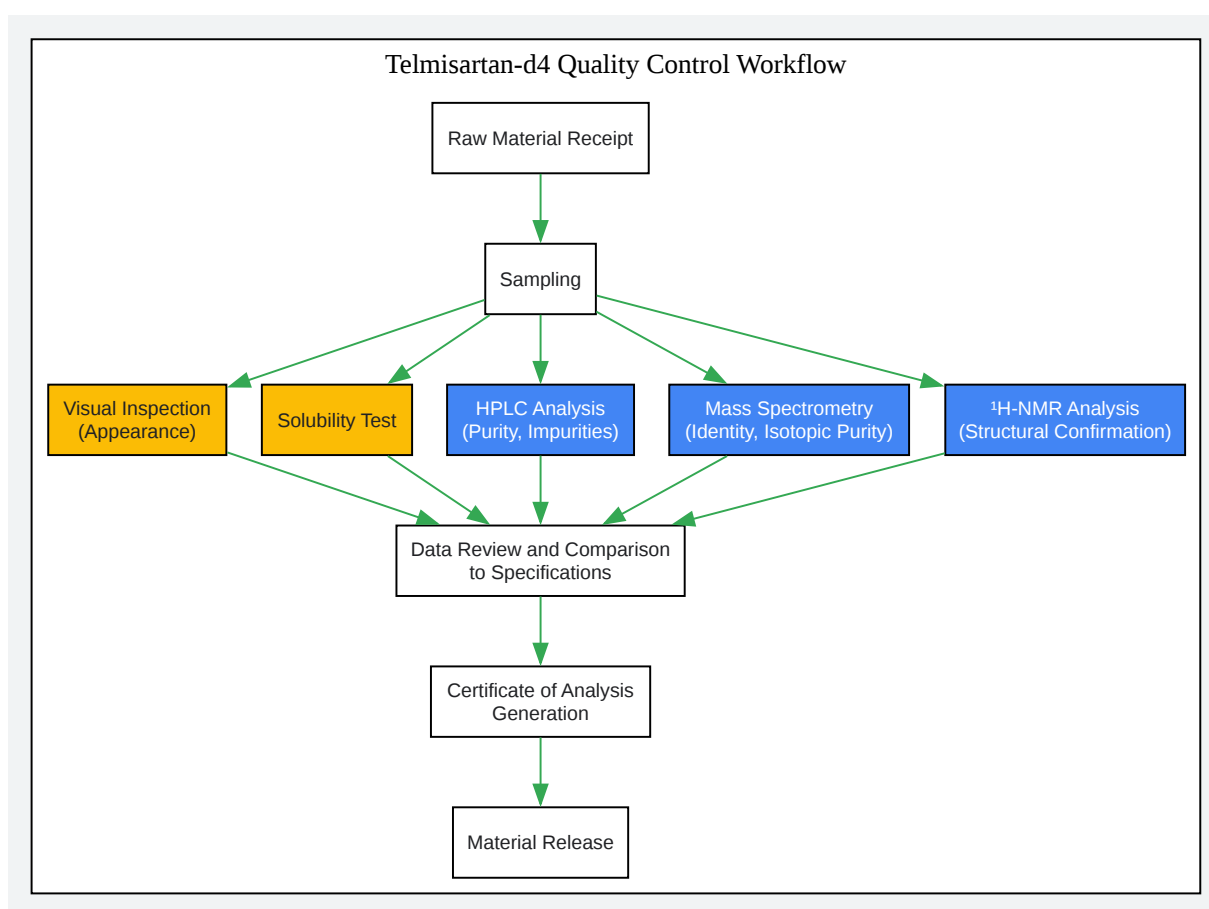 Telmisartan-d4 Quality Control Workflow
Raw Material Receipt
Sampling
Visual Inspection
(Appearance)
Solubility Test
HPLC Analysis
(Purity, Impurities)
Mass Spectrometry
(Identity, Isotopic Purity)
¹H-NMR Analysis
(Structural Confirmation)
Data Review and Comparison
to Specifications
Certificate of Analysis
Generation
Material Release